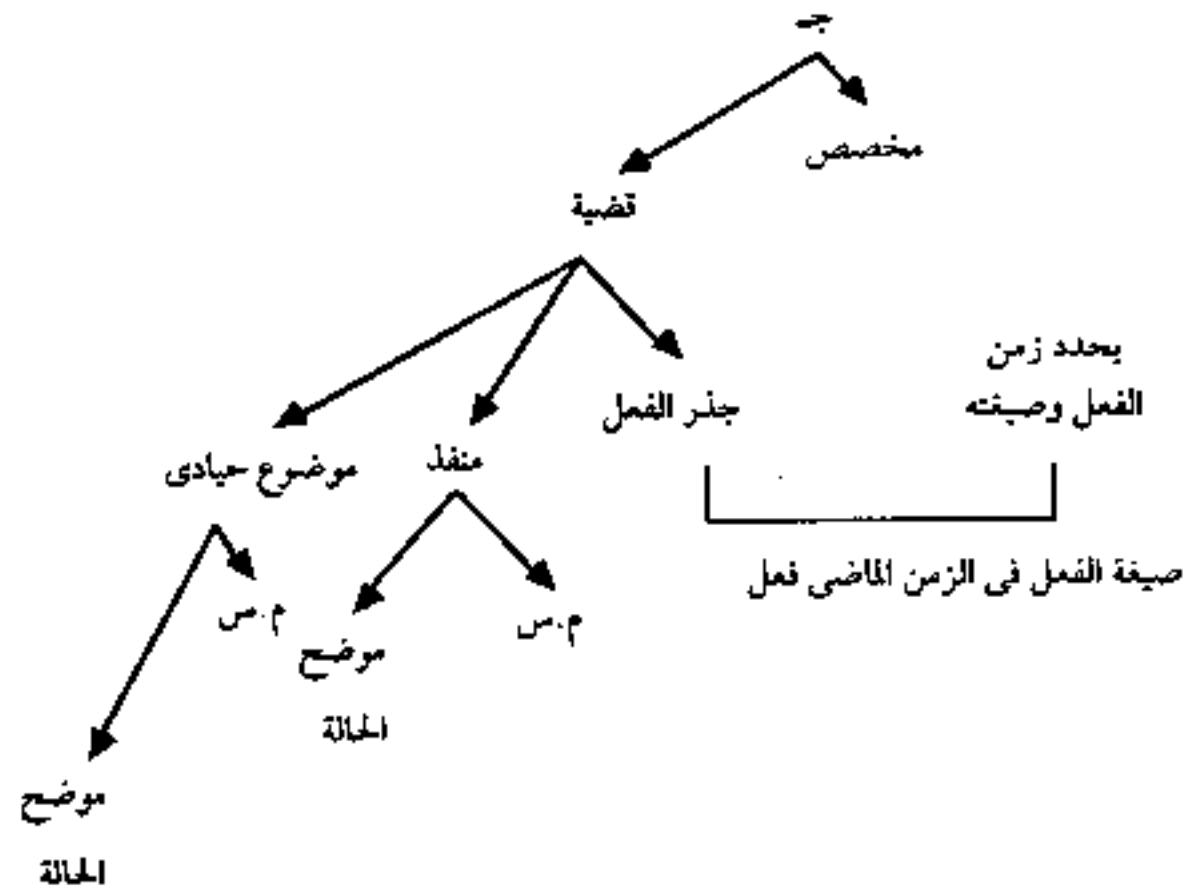 جـ
مخصص
قضية
يحدد زمن
الفعل وصيغته
جذر الفعل
منفذ
موضوع حيادى
صيغة الفعل فى الزمن الماضى فعل
م.س
م.س
موضح
الحالة
موضح
الحالة